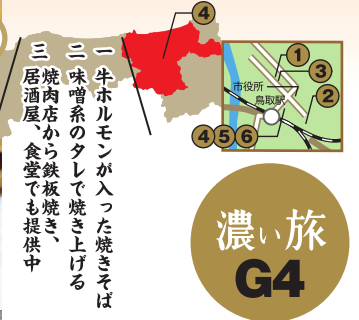 一 牛ホルモンが入った焼きそば
二 味噌系のタレで焼き上げる
三 焼肉店から鉄板焼き、
居酒屋、食堂でも提供中
④
①
③
市役所
鳥取駅
②
④⑤⑥
濃い旅
G4